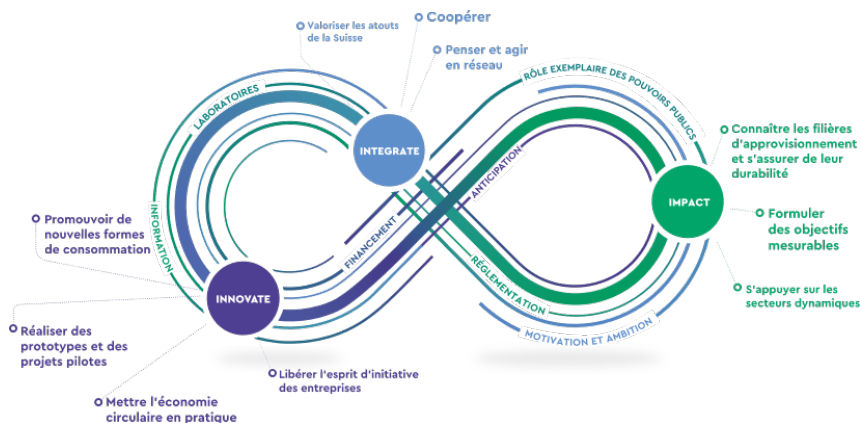 Valoriser les atouts
de la Suisse
Coopérer
Penser et agir
en réseau
LABORATOIRES
INTEGRATE
RÔLE EXEMPLAIRE DES POUVOIRS PUBLICS
Connaître les filières
d'approvisionnement
et s'assurer de leur
durabilité
ANTICIPATION
IMPACT
INFORMATION
Promouvoir de
nouvelles formes
de consommation
FINANCEMENT
Formuler
des objectifs
mesurables
RÉGLEMENTATION
INNOVATE
S'appuyer sur les
secteurs dynamiques
Réaliser des
prototypes et des
projets pilotes
MOTIVATION ET AMBITION
Libérer l'esprit d'initiative
des entreprises
Mettre l'économie
circulaire en pratique